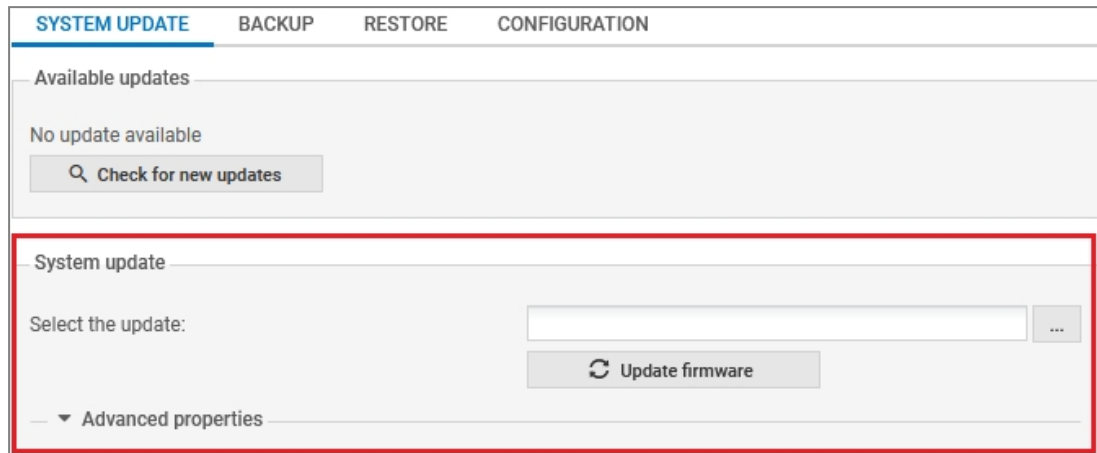 SYSTEM UPDATE BACKUP RESTORE CONFIGURATION
Available updates
No update available
Check for new updates
System update
Select the update: ...
Update firmware
Advanced properties